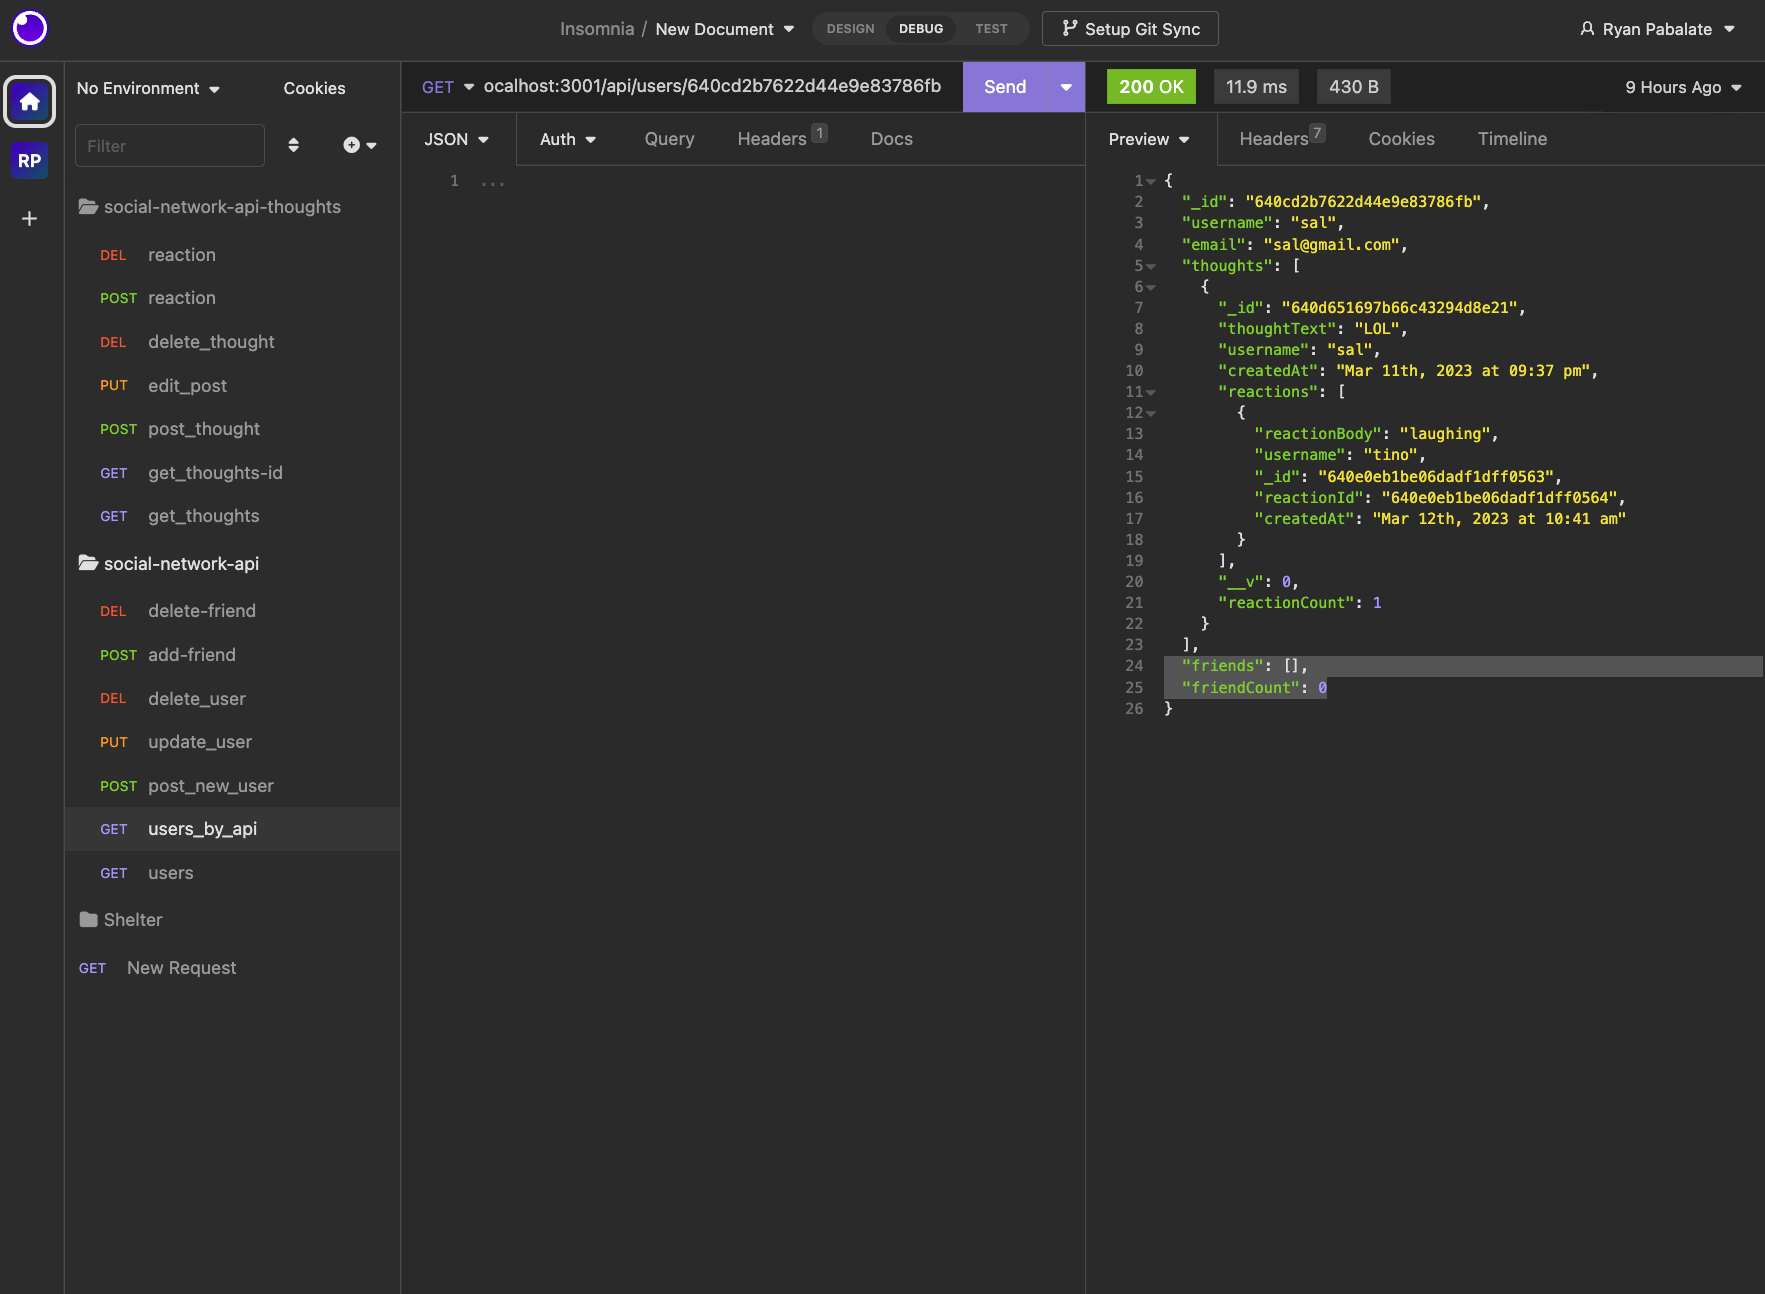 Insomnia / New Document
DESIGN DEBUG TEST
Setup Git Sync
Ryan Pabalate
RP
No Environment
Cookies
Filter
social-network-api-thoughts
DEL reaction
POST reaction
DEL delete_thought
PUT edit_post
POST post_thought
GET get_thoughts-id
GET get_thoughts
social-network-api
DEL delete-friend
POST add-friend
DEL delete_user
PUT update_user
POST post_new_user
GET users_by_api
GET users
Shelter
GET New Request
GET ocalhost:3001/api/users/640cd2b7622d44e9e83786fb Send
JSON Auth Query Headers 1 Docs
1 ...
200 OK 11.9 ms 430 B 9 Hours Ago
Preview Headers 7 Cookies Timeline
1 {
2 "_id": "640cd2b7622d44e9e83786fb",
3 "username": "sal",
4 "email": "sal@gmail.com",
5 "thoughts": [
6 {
7 "_id": "640d651697b66c43294d8e21",
8 "thoughtText": "LOL",
9 "username": "sal",
10 "createdAt": "Mar 11th, 2023 at 09:37 pm",
11 "reactions": [
12 {
13 "reactionBody": "laughing",
14 "username": "tino",
15 "_id": "640e0eb1be06dadf1dff0563",
16 "reactionId": "640e0eb1be06dadf1dff0564",
17 "createdAt": "Mar 12th, 2023 at 10:41 am"
18 }
19 ],
20 "__v": 0,
21 "reactionCount": 1
22 }
23 ],
24 "friends": [],
25 "friendCount": 0
26 }